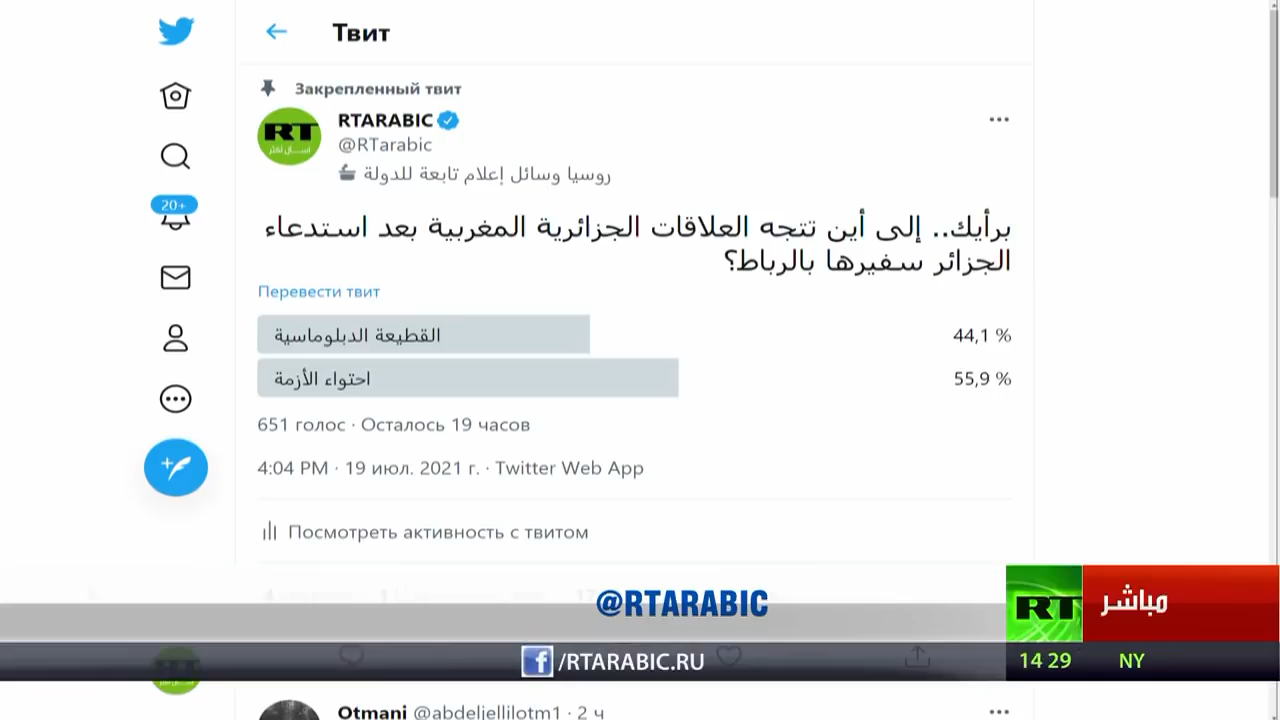 Твит
Закрепленный твит
RT
RTARABIC
@RTarabic
روسيا وسائل إعلام تابعة للدولة
20+
برأيك.. إلى أين تتجه العلاقات الجزائرية المغربية بعد استدعاء
الجزائر سفيرها بالرباط؟
Перевести твит
القطيعة الدبلوماسية 44,1 %
احتواء الأزمة 55,9 %
651 голос · Осталось 19 часов
4:04 PM · 19 июл. 2021 г. · Twitter Web App
Посмотреть активность с твитом
@RTARABIC
RT مباشر
f /RTARABIC.RU
14 29 NY
Otmani @abdeljellilotm1 · 2 ч